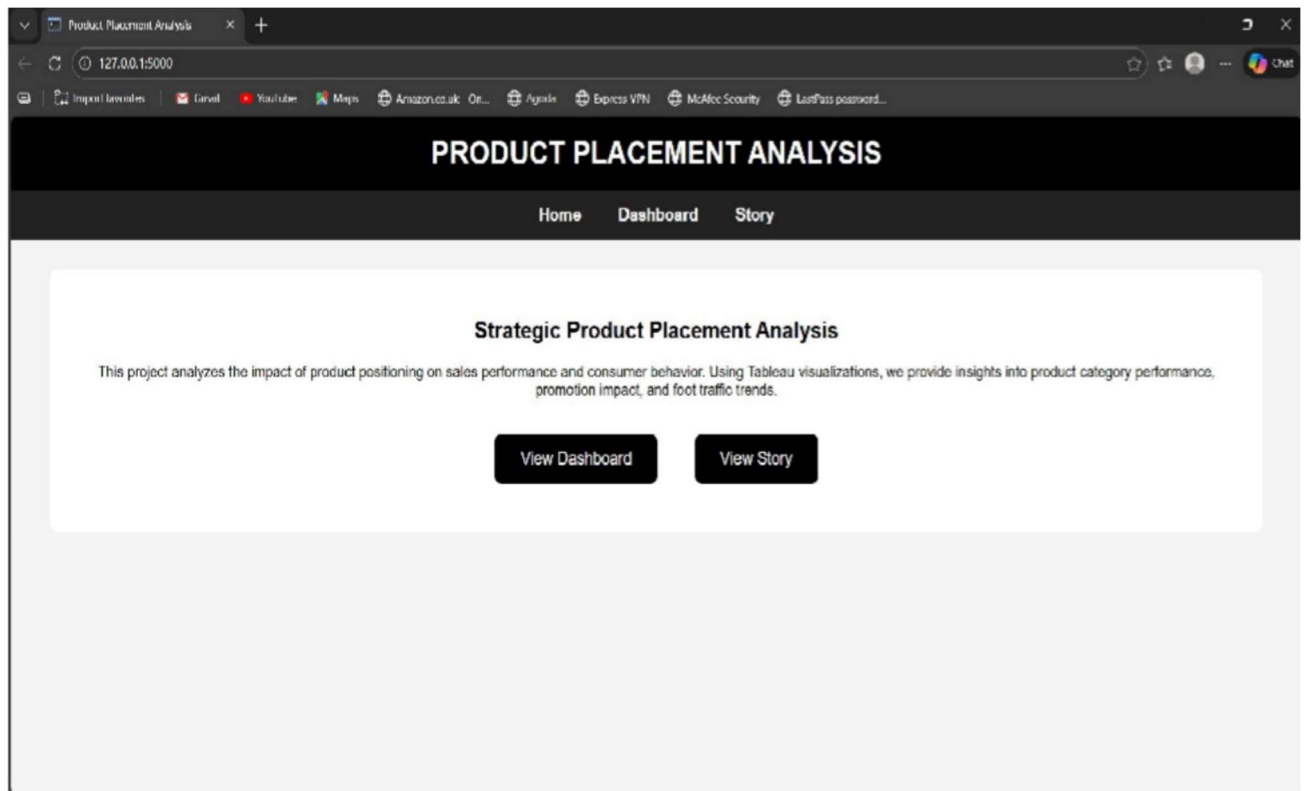 Product Placement Analysis
127.0.0.1:5000
Chat
Import favorites
Gmail
YouTube
Maps
Amazon.co.uk On...
Agoda
Express VPN
McAfee Security
LastPass password...
PRODUCT PLACEMENT ANALYSIS
Home Dashboard Story
Strategic Product Placement Analysis
This project analyzes the impact of product positioning on sales performance and consumer behavior. Using Tableau visualizations, we provide insights into product category performance,
promotion impact, and foot traffic trends.
View Dashboard View Story